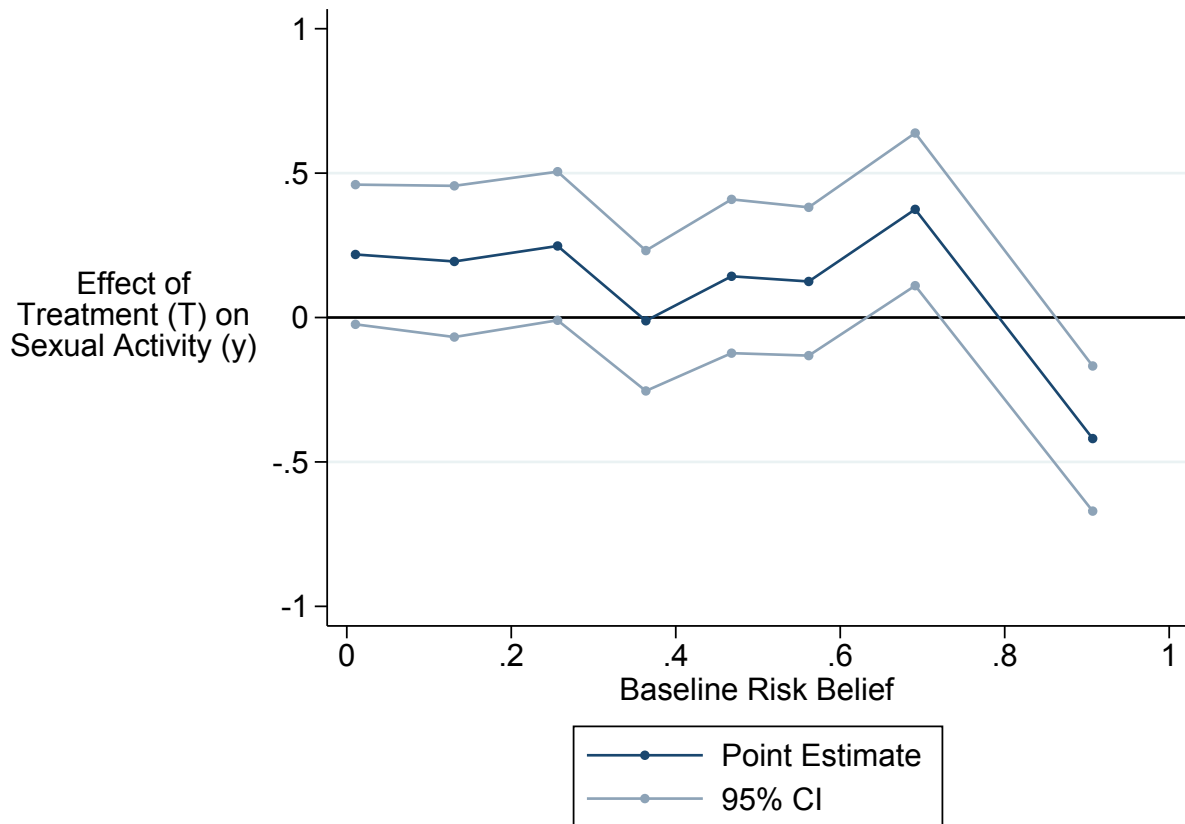 1
.5
0
-.5
-1
Effect of
Treatment (T) on
Sexual Activity (y)
0 .2 .4 .6 .8 1
Baseline Risk Belief
Point Estimate
95% CI